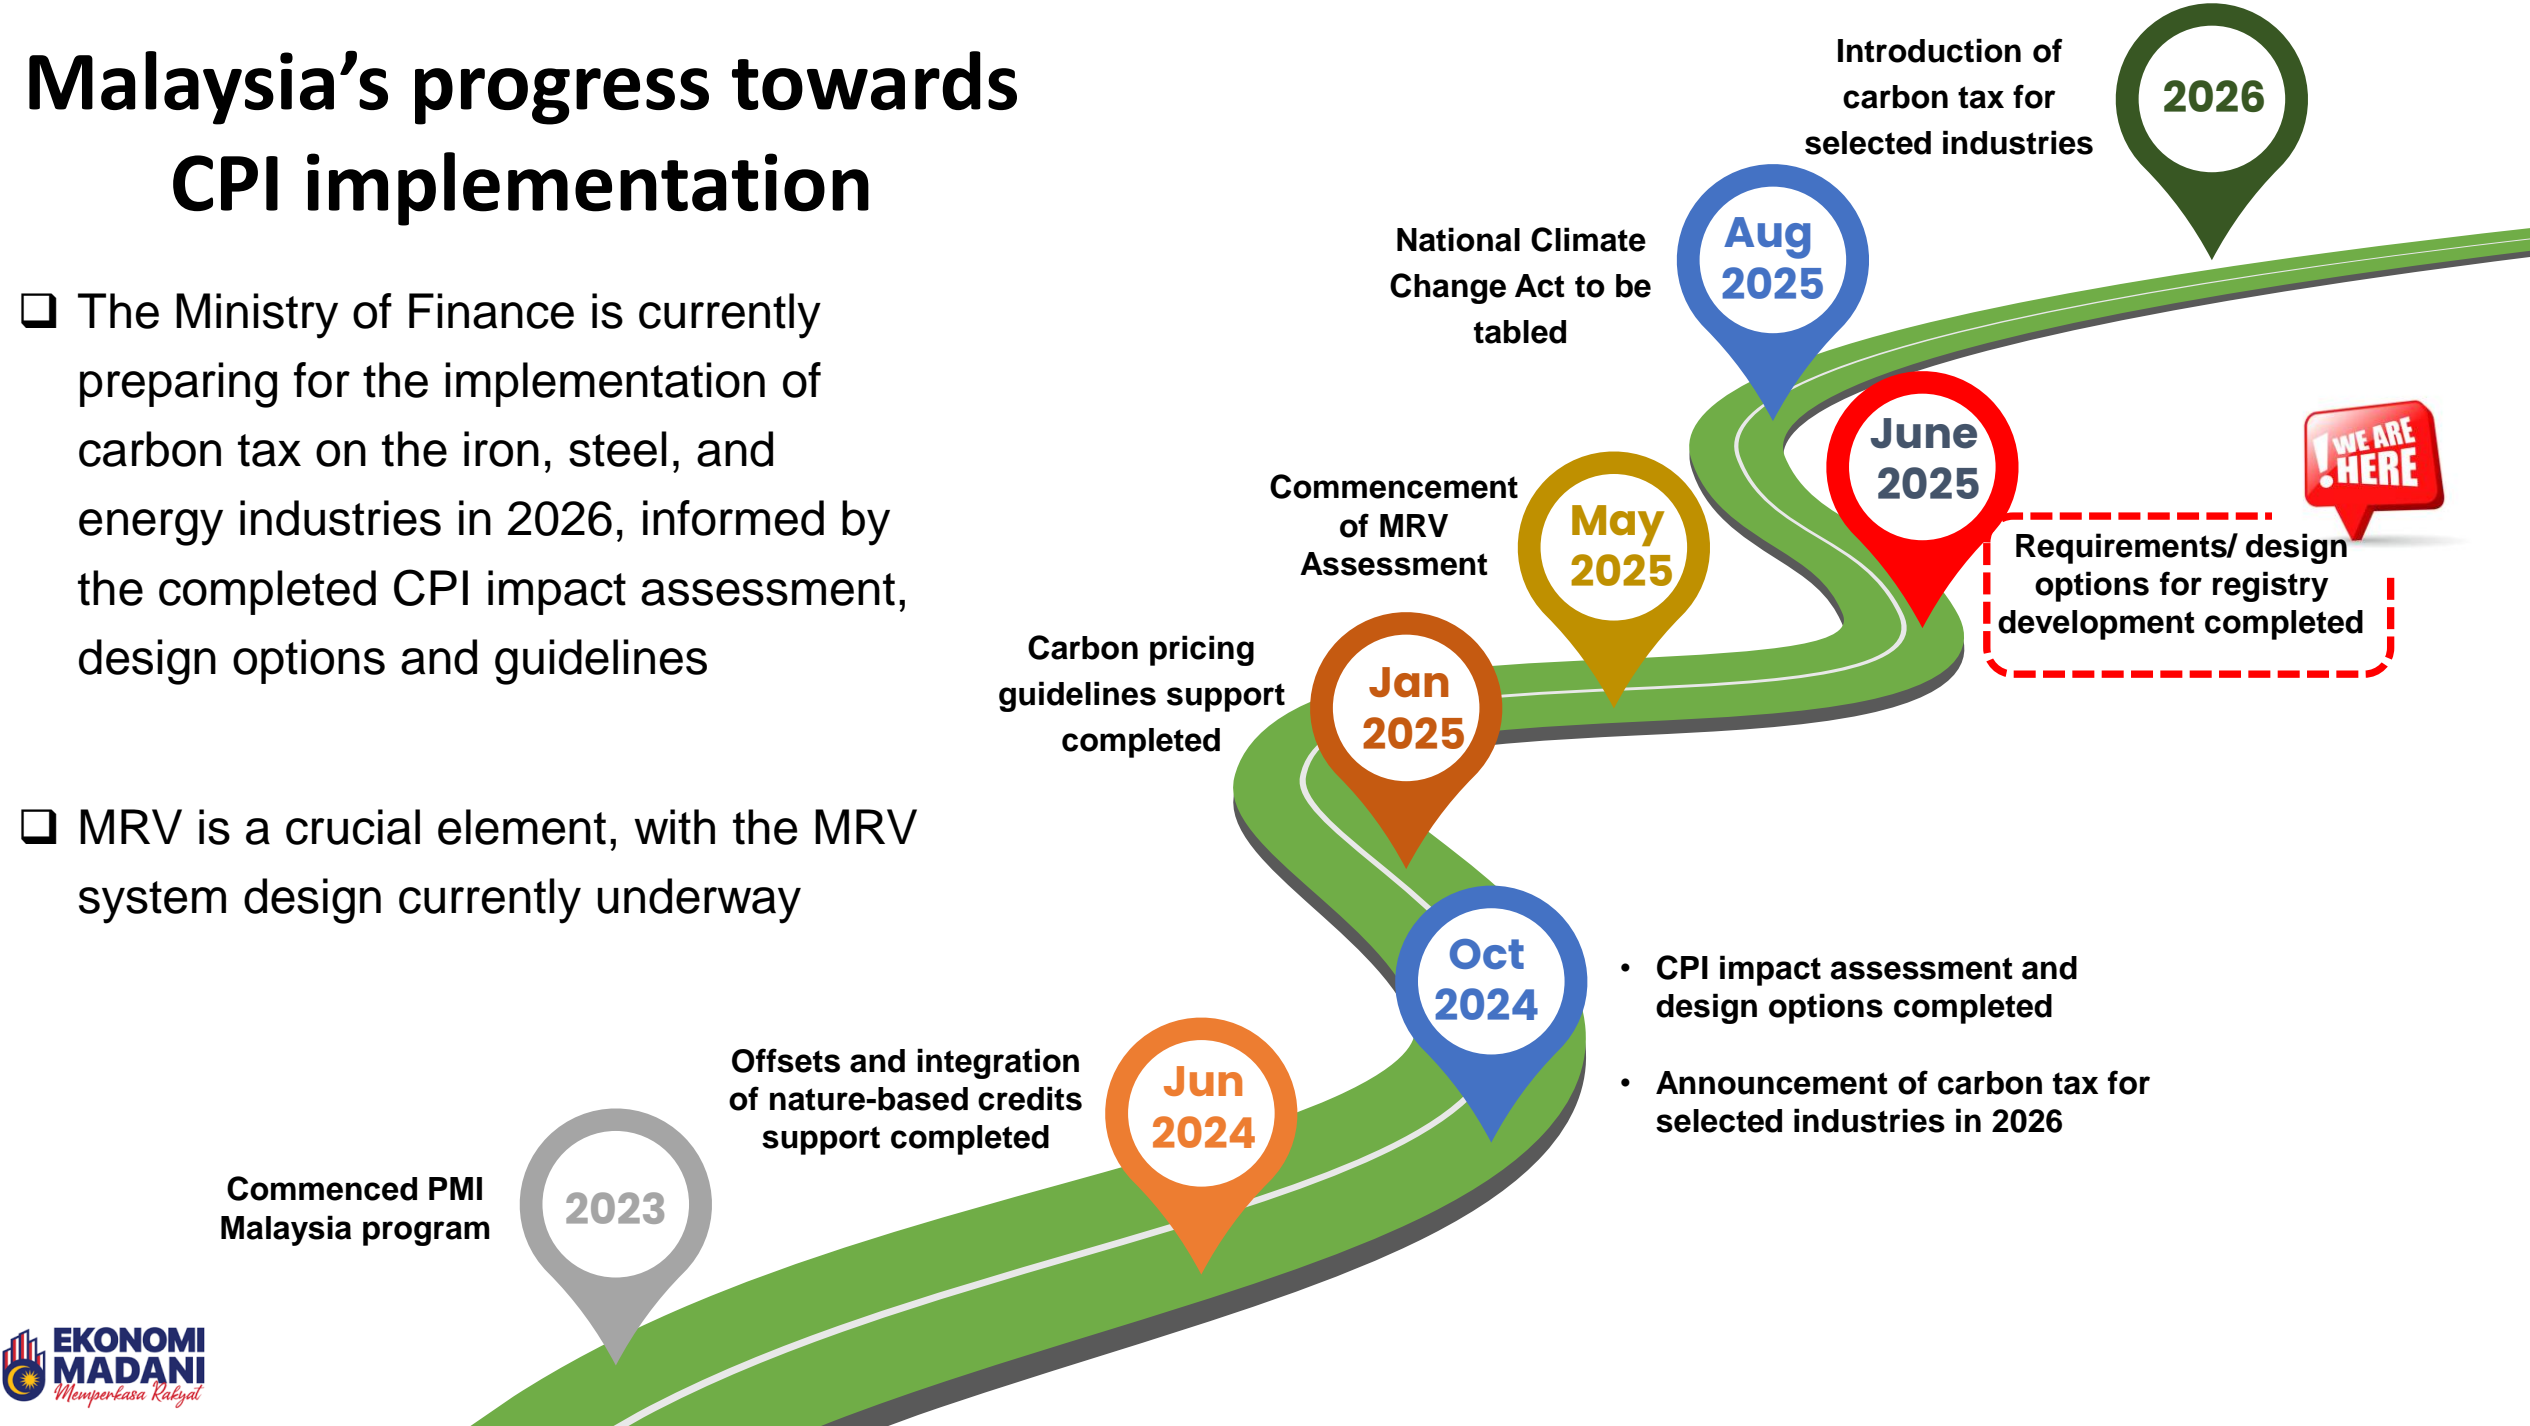 Malaysia’s progress towards
CPI implementation
❑ The Ministry of Finance is currently
preparing for the implementation of
carbon tax on the iron, steel, and
energy industries in 2026, informed by
the completed CPI impact assessment,
design options and guidelines
❑ MRV is a crucial element, with the MRV
system design currently underway
Introduction of
carbon tax for
selected industries
2026
National Climate
Change Act to be
tabled
Aug
2025
June
2025
! WE ARE
HERE
Requirements/ design
options for registry
development completed
Commencement
of MRV
Assessment
May
2025
Carbon pricing
guidelines support
completed
Jan
2025
Oct
2024
• CPI impact assessment and
design options completed
• Announcement of carbon tax for
selected industries in 2026
Offsets and integration
of nature-based credits
support completed
Jun
2024
Commenced PMI
Malaysia program
2023
EKONOMI
MADANI
Memperkasa Rakyat